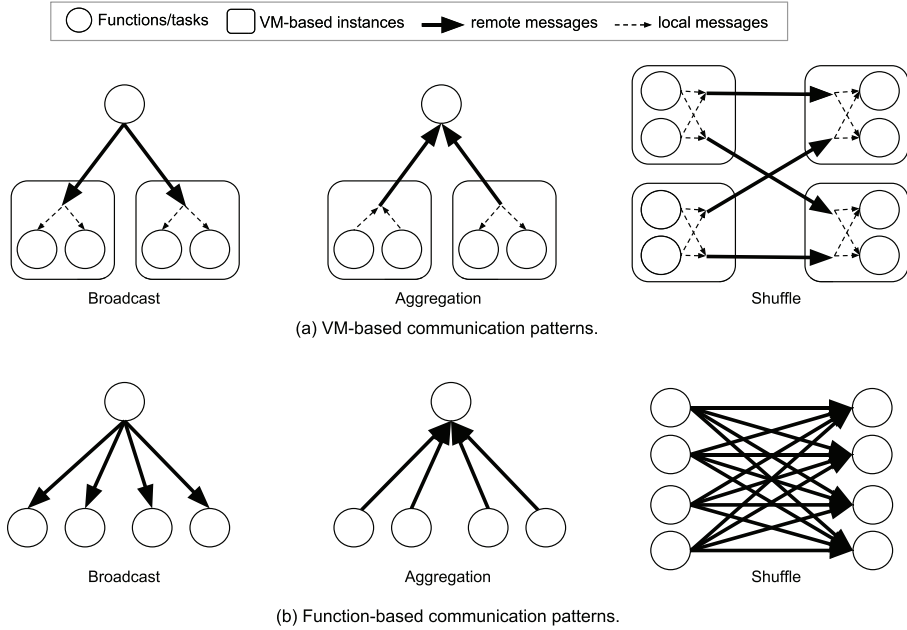 Functions/tasks VM-based instances remote messages local messages
Broadcast Aggregation Shuffle
(a) VM-based communication patterns.
Broadcast Aggregation Shuffle
(b) Function-based communication patterns.